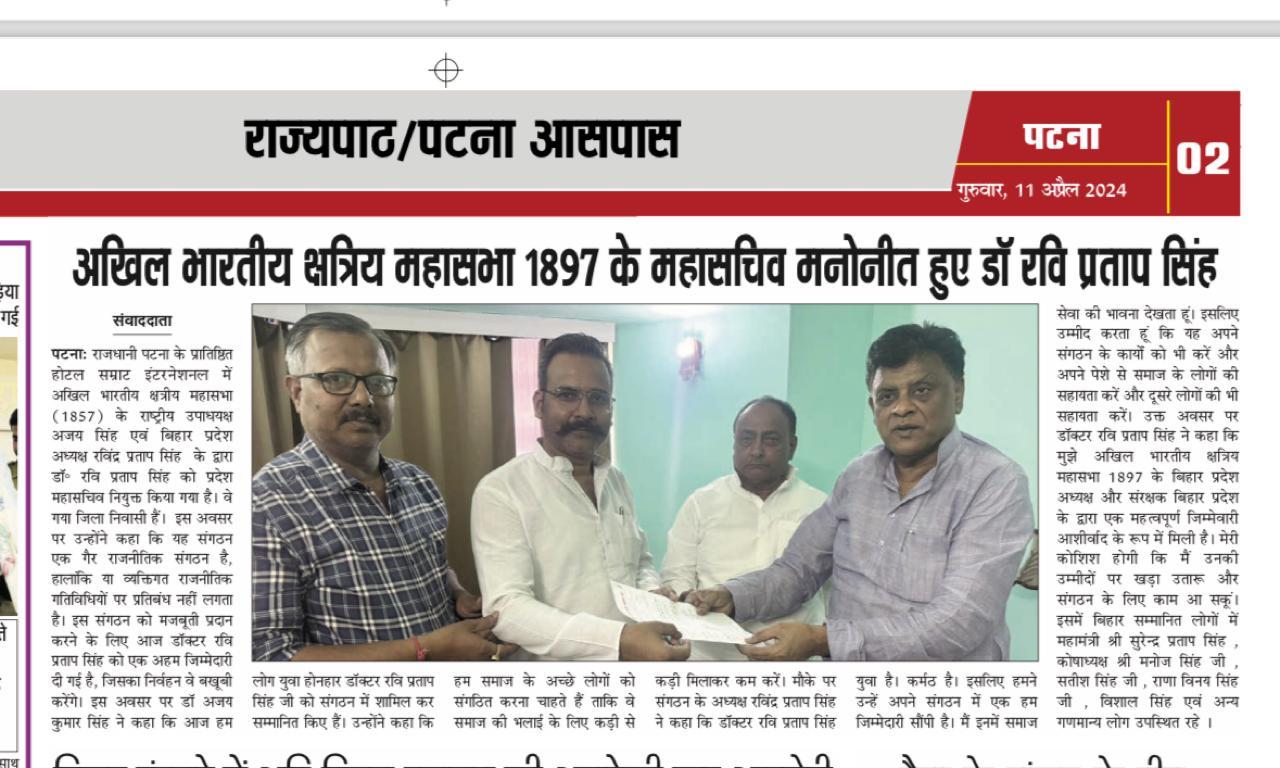 राज्यपाठ/पटना आसपास
पटना
02
गुरुवार, 11 अप्रैल 2024
अखिल भारतीय क्षत्रिय महासभा 1897 के महासचिव मनोनीत हुए डॉ रवि प्रताप सिंह
संवाददाता
पटना: राजधानी पटना के प्रातिष्ठित
होटल सम्राट इंटरनेशनल में
अखिल भारतीय क्षत्रीय महासभा
(1857) के राष्ट्रीय उपाधयक्ष
अजय सिंह एवं बिहार प्रदेश
अध्यक्ष रविंद्र प्रताप सिंह के द्वारा
डॉ॰ रवि प्रताप सिंह को प्रदेश
महासचिव नियुक्त किया गया है। वे
गया जिला निवासी हैं। इस अवसर
पर उन्होंने कहा कि यह संगठन
एक गैर राजनीतिक संगठन है,
हालांकि या व्यक्तिगत राजनीतिक
गतिविधियों पर प्रतिबंध नहीं लगता
है। इस संगठन को मजबूती प्रदान
करने के लिए आज डॉक्टर रवि
प्रताप सिंह को एक अहम जिम्मेदारी
दी गई है, जिसका निर्वहन वे बखूबी
करेंगे। इस अवसर पर डॉ अजय
कुमार सिंह ने कहा कि आज हम
लोग युवा होनहार डॉक्टर रवि प्रताप
सिंह जी को संगठन में शामिल कर
सम्मानित किए हैं। उन्होंने कहा कि
हम समाज के अच्छे लोगों को
संगठित करना चाहते हैं ताकि वे
समाज की भलाई के लिए कड़ी से
कड़ी मिलाकर कम करें। मौके पर
संगठन के अध्यक्ष रविंद्र प्रताप सिंह
ने कहा कि डॉक्टर रवि प्रताप सिंह
युवा है। कर्मठ है। इसलिए हमने
उन्हें अपने संगठन में एक हम
जिम्मेदारी सौंपी है। मैं इनमें समाज
सेवा की भावना देखता हूं। इसलिए
उम्मीद करता हूं कि यह अपने
संगठन के कार्यों को भी करें और
अपने पेशे से समाज के लोगों की
सहायता करें और दूसरे लोगों की भी
सहायता करें। उक्त अवसर पर
डॉक्टर रवि प्रताप सिंह ने कहा कि
मुझे अखिल भारतीय क्षत्रिय
महासभा 1897 के बिहार प्रदेश
अध्यक्ष और संरक्षक बिहार प्रदेश
के द्वारा एक महत्वपूर्ण जिम्मेवारी
आशीर्वाद के रूप में मिली है। मेरी
कोशिश होगी कि मैं उनकी
उम्मीदों पर खड़ा उतारू और
संगठन के लिए काम आ सकूं।
इसमें बिहार सम्मानित लोगों में
महामंत्री श्री सुरेन्द्र प्रताप सिंह ,
कोषाध्यक्ष श्री मनोज सिंह जी ,
सतीश सिंह जी , राणा विनय सिंह
जी , विशाल सिंह एवं अन्य
गणमान्य लोग उपस्थित रहे ।